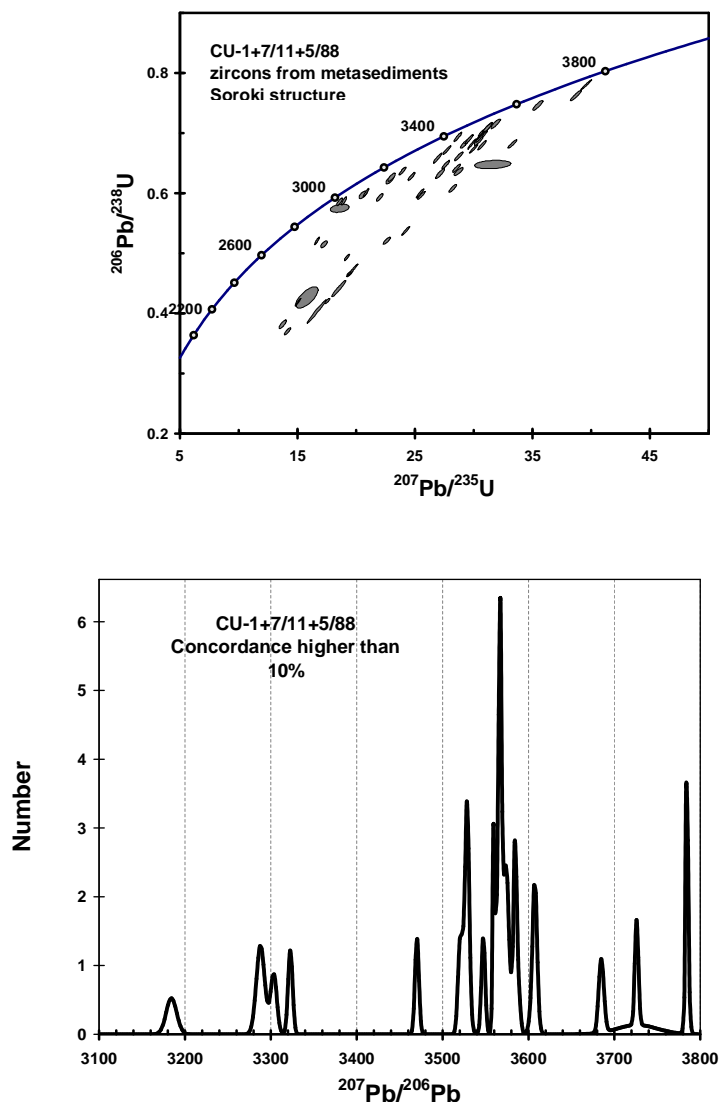 CU-1+7/11+5/88
zircons from metasediments
Soroki structure
3800
0.8
3400
206Pb/238U
0.6
3000
2600
2200
0.4
0.2
5 15 25 35 45
207Pb/235U
CU-1+7/11+5/88
Concordance higher than
10%
6
5
4
Number
3
2
1
0
3100 3200 3300 3400 3500 3600 3700 3800
207Pb/206Pb